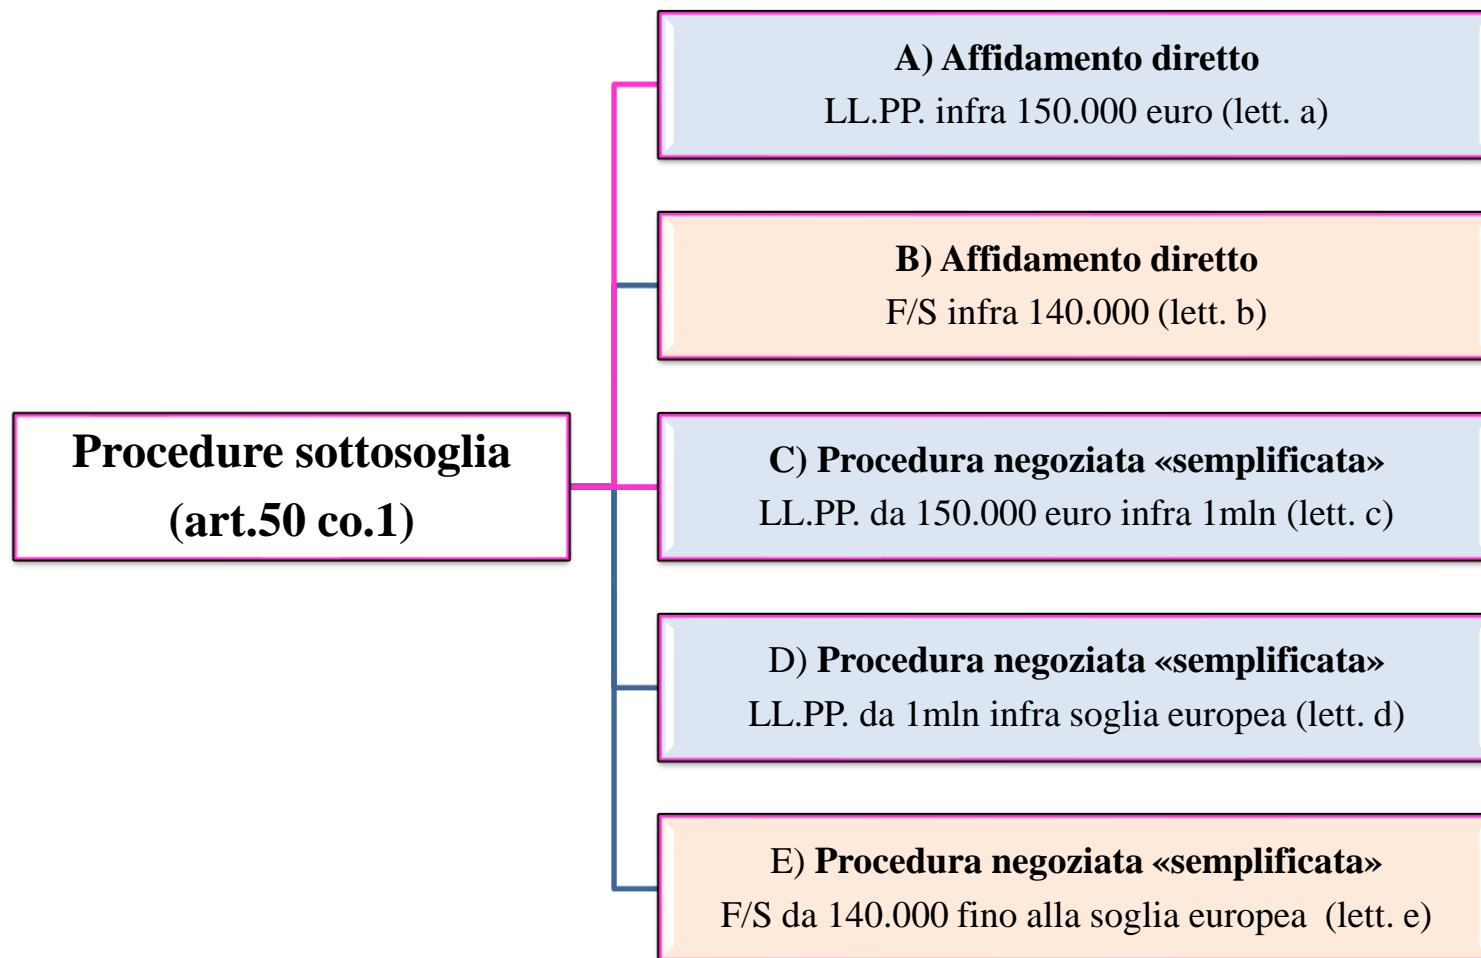 A) Affidamento diretto
LL.PP. infra 150.000 euro (lett. a)
B) Affidamento diretto
F/S infra 140.000 (lett. b)
Procedure sottosoglia
(art.50 co.1)
C) Procedura negoziata «semplificata»
LL.PP. da 150.000 euro infra 1mln (lett. c)
D) Procedura negoziata «semplificata»
LL.PP. da 1mln infra soglia europea (lett. d)
E) Procedura negoziata «semplificata»
F/S da 140.000 fino alla soglia europea  (lett. e)